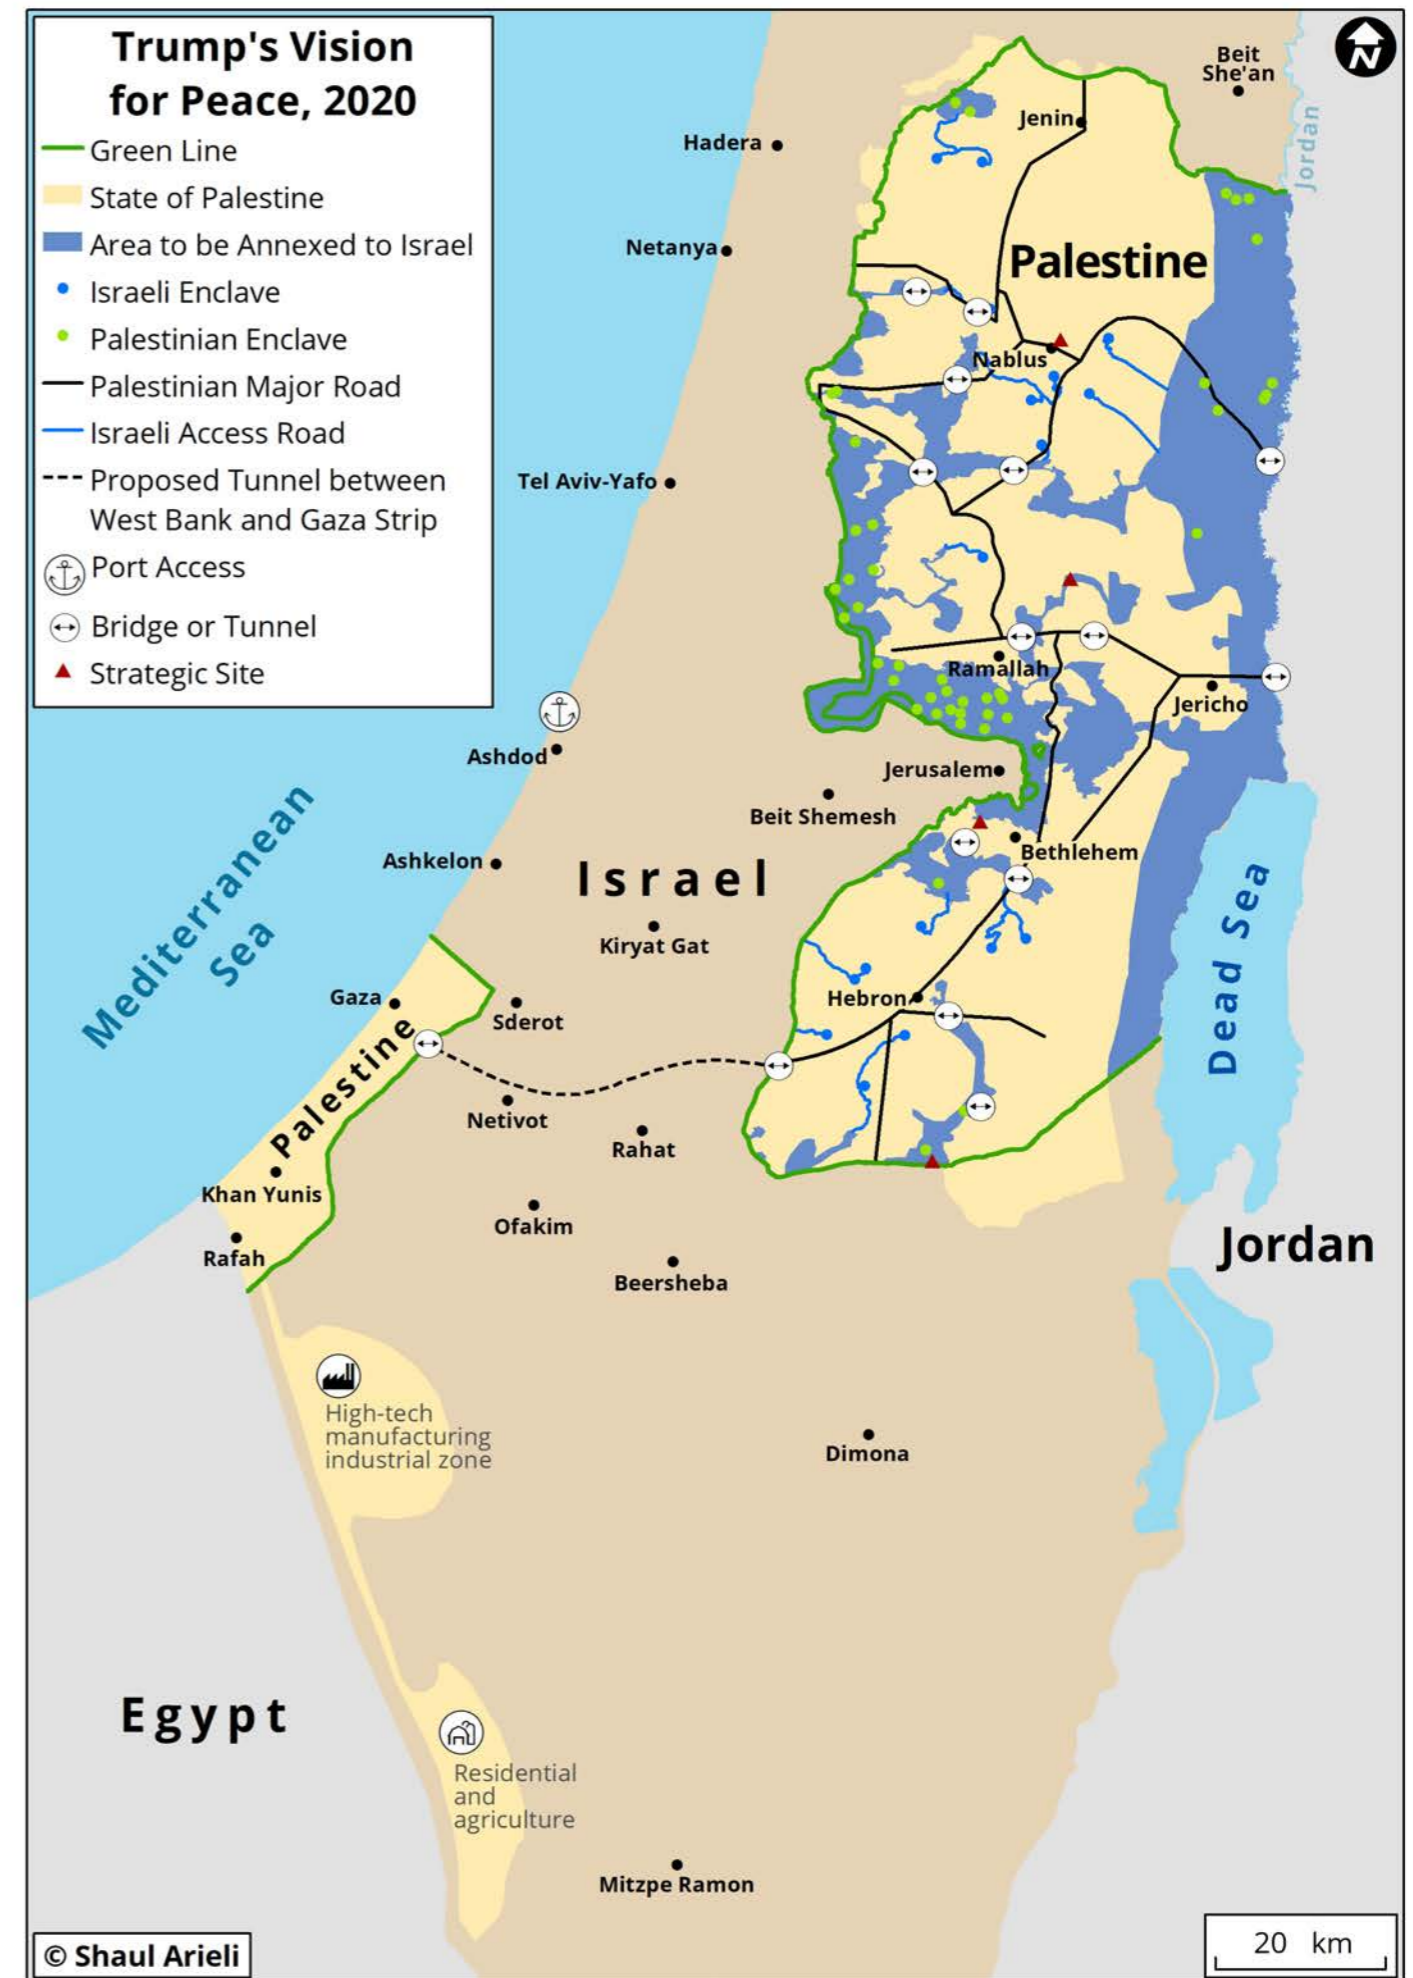 Trump's Vision
for Peace, 2020
Green Line
State of Palestine
Area to be Annexed to Israel
Israeli Enclave
Palestinian Enclave
Palestinian Major Road
Israeli Access Road
Proposed Tunnel between
West Bank and Gaza Strip
Port Access
Bridge or Tunnel
Strategic Site
N
Beit
She'an
Jordan
Hadera
Jenin
Netanya
Palestine
Nablus
Tel Aviv-Yafo
Ramallah
Jericho
Ashdod
Jerusalem
Beit Shemesh
Mediterranean
Sea
Ashkelon
Israel
Bethlehem
Dead Sea
Kiryat Gat
Gaza
Sderot
Hebron
Palestine
Netivot
Rahat
Khan Yunis
Ofakim
Rafah
Beersheba
Jordan
High-tech
manufacturing
industrial zone
Dimona
Egypt
Residential
and
agriculture
Mitzpe Ramon
© Shaul Arieli
20 km